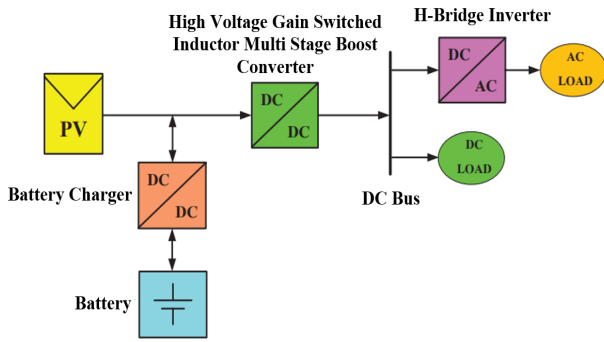 High Voltage Gain Switched
Inductor Multi Stage Boost
Converter
H-Bridge Inverter
PV
DC
DC
DC
AC
AC
LOAD
DC
LOAD
DC Bus
Battery Charger
DC
DC
Battery